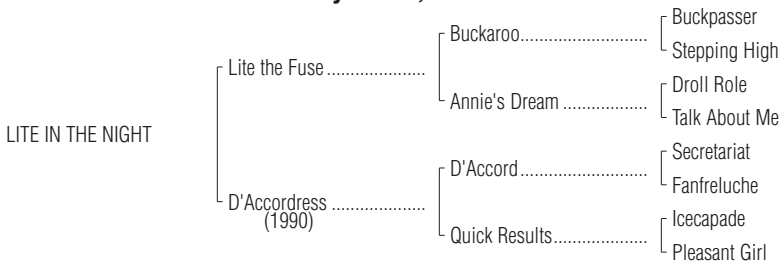 Buckpasser
Buckaroo
Stepping High
Lite the Fuse
Droll Role
Annie's Dream
Talk About Me
LITE IN THE NIGHT
Secretariat
D'Accord
Fanfreluche
D'Accordress
(1990)
Icecapade
Quick Results
Pleasant Girl